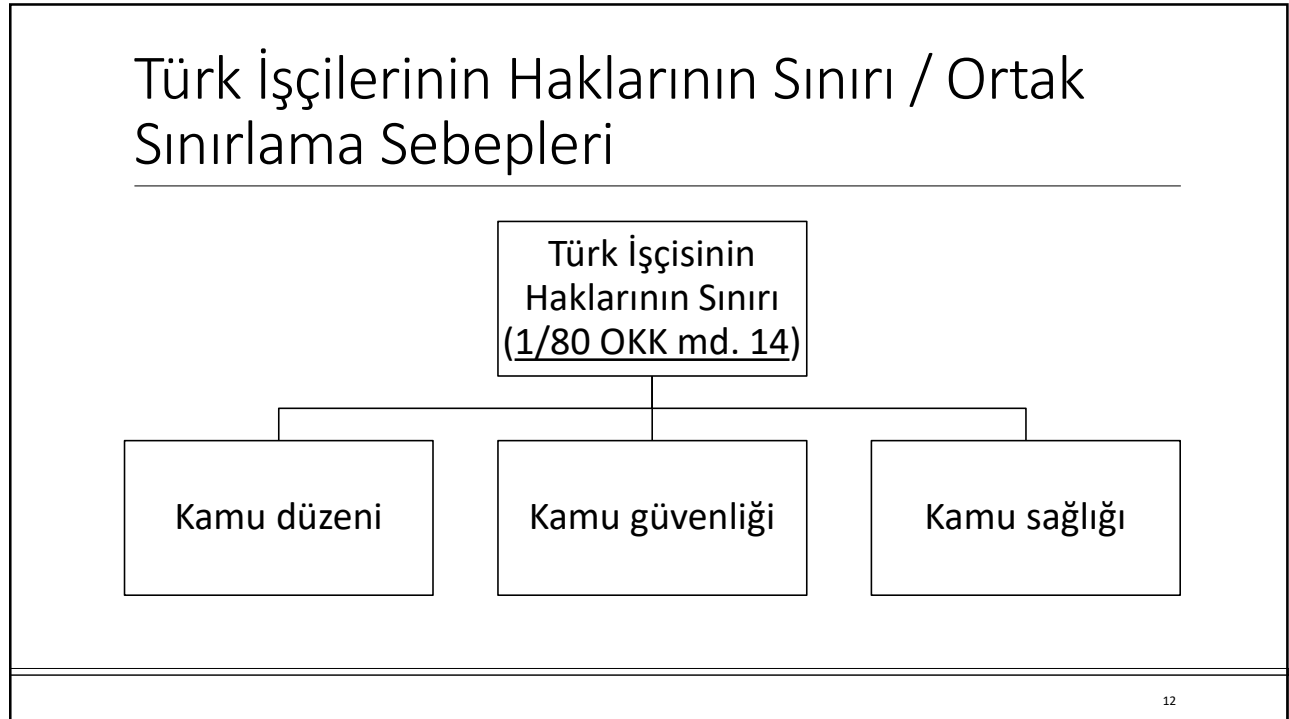 Türk İşçilerinin Haklarının Sınırı / Ortak
Sınırlama Sebepleri
Türk İşçisinin
Haklarının Sınırı
(1/80 OKK md. 14)
Kamu düzeni
Kamu güvenliği
Kamu sağlığı
12